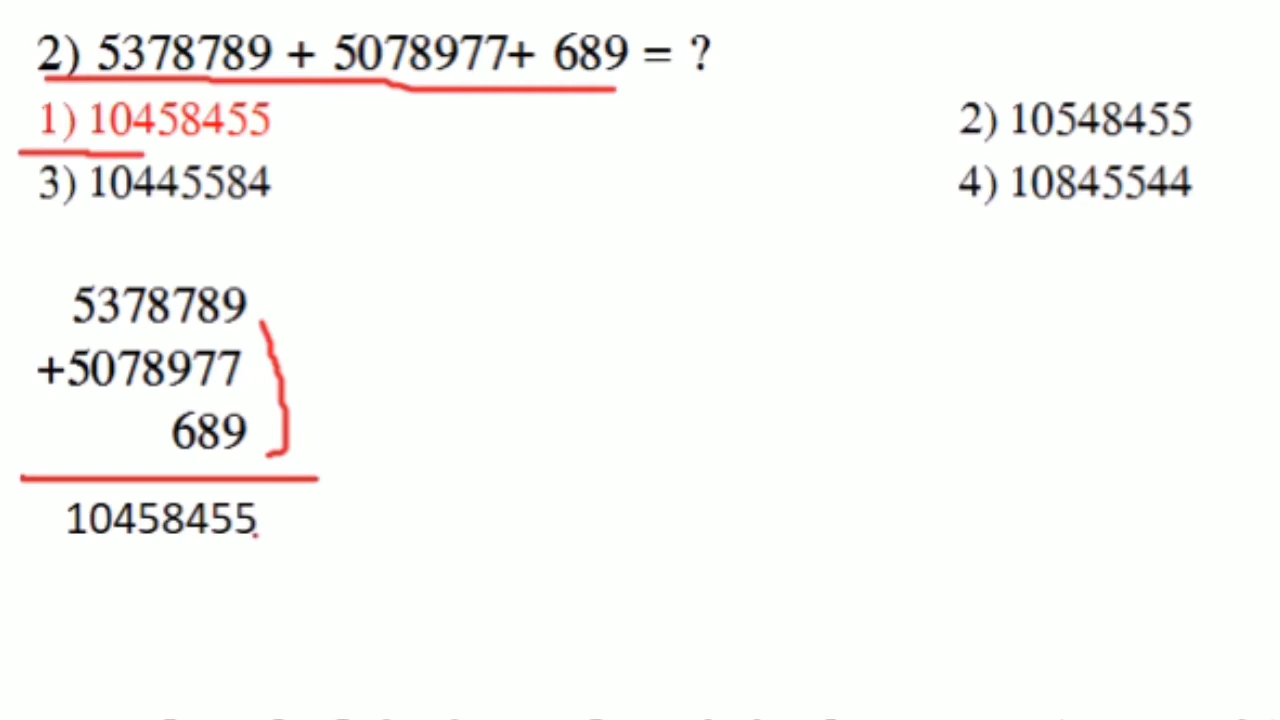 2) 5378789 + 5078977+ 689 = ?
1) 10458455 2) 10548455
3) 10445584 4) 10845544
5378789
+5078977
689
10458455